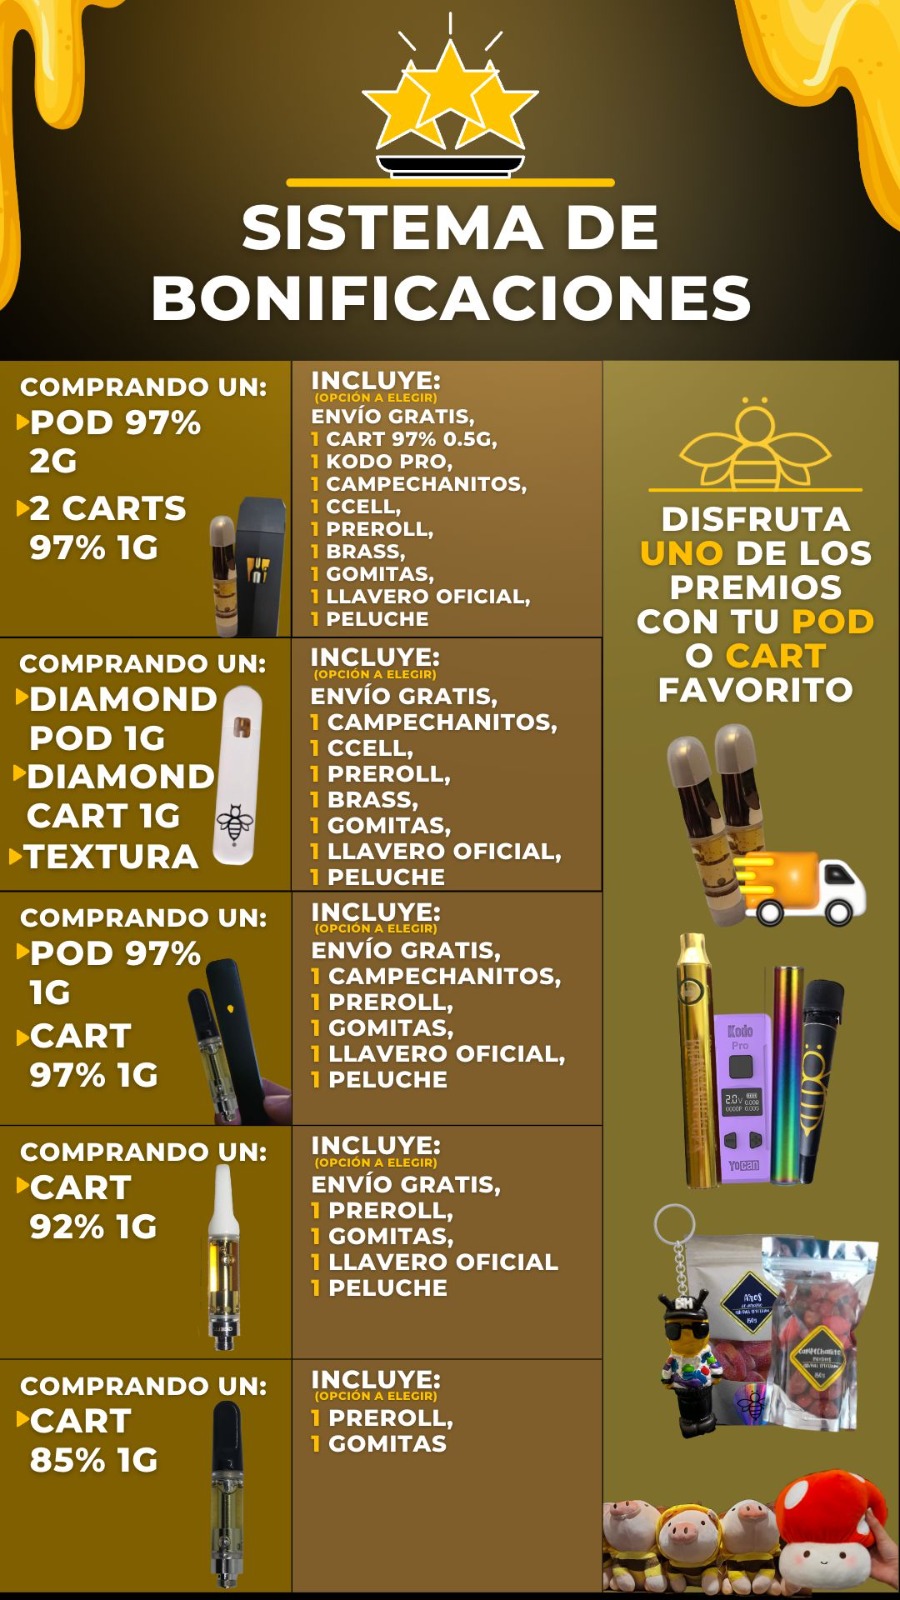 SISTEMA DE
BONIFICACIONES
COMPRANDO UN:
POD 97%
2G
2 CARTS
97% 1G
INCLUYE:
(OPCIÓN A ELEGIR)
ENVÍO GRATIS,
1 CART 97% 0.5G,
1 KODO PRO,
1 CAMPECHANITOS,
1 CCELL,
1 PREROLL,
1 BRASS,
1 GOMITAS,
1 LLAVERO OFICIAL,
1 PELUCHE
COMPRANDO UN:
DIAMOND
POD 1G
DIAMOND
CART 1G
TEXTURA
INCLUYE:
(OPCIÓN A ELEGIR)
ENVÍO GRATIS,
1 CAMPECHANITOS,
1 CCELL,
1 PREROLL,
1 BRASS,
1 GOMITAS,
1 LLAVERO OFICIAL,
1 PELUCHE
COMPRANDO UN:
POD 97%
1G
CART
97% 1G
INCLUYE:
(OPCIÓN A ELEGIR)
ENVÍO GRATIS,
1 CAMPECHANITOS,
1 PREROLL,
1 GOMITAS,
1 LLAVERO OFICIAL,
1 PELUCHE
COMPRANDO UN:
CART
92% 1G
INCLUYE:
(OPCIÓN A ELEGIR)
ENVÍO GRATIS,
1 PREROLL,
1 GOMITAS,
1 LLAVERO OFICIAL
1 PELUCHE
COMPRANDO UN:
CART
85% 1G
INCLUYE:
(OPCIÓN A ELEGIR)
1 PREROLL,
1 GOMITAS
DISFRUTA
UNO DE LOS
PREMIOS
CON TU POD
O CART
FAVORITO
Kodo
Pro
2.0V
Yocan
BH